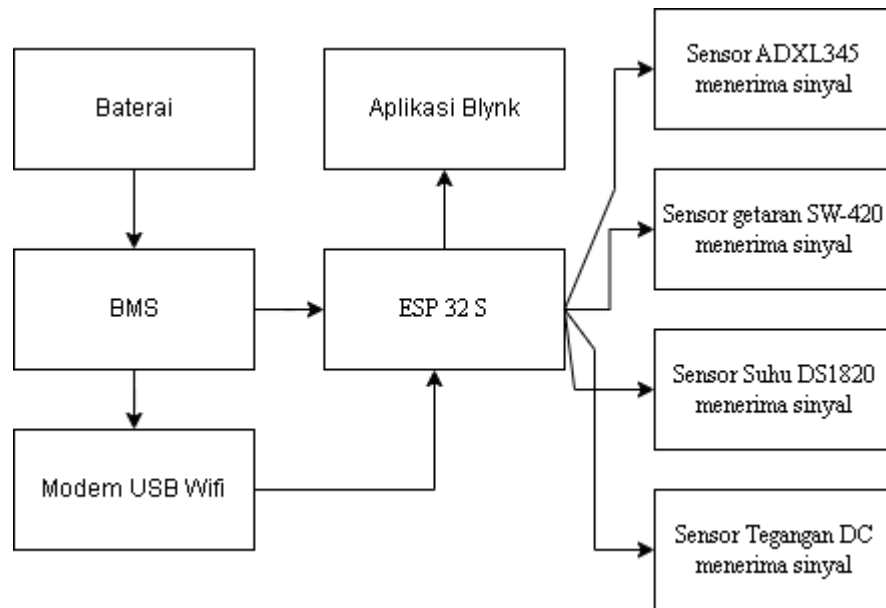 Baterai
Aplikasi Blynk
Sensor ADXL345
menerima sinyal
Sensor getaran SW-420
menerima sinyal
BMS
ESP 32 S
Sensor Suhu DS1820
menerima sinyal
Modem USB Wifi
Sensor Tegangan DC
menerima sinyal